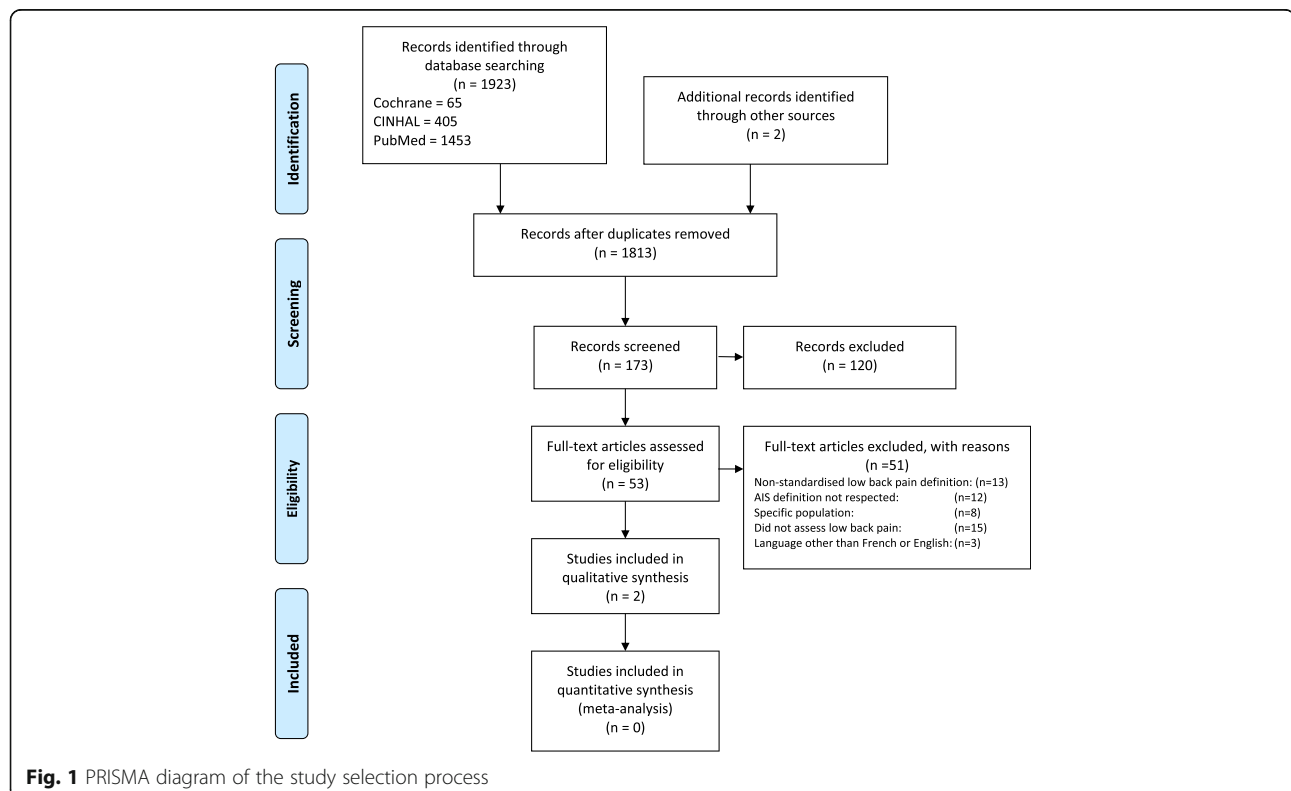 Identification
Records identified through
database searching
(n = 1923)
Cochrane = 65
CINHAL = 405
PubMed = 1453
Additional records identified
through other sources
(n = 2)
Records after duplicates removed
(n = 1813)
Screening
Records screened
(n = 173)
Records excluded
(n = 120)
Eligibility
Full-text articles assessed
for eligibility
(n = 53)
Full-text articles excluded, with reasons
(n =51)
Non-standardised low back pain definition: (n=13)
AIS definition not respected: (n=12)
Specific population: (n=8)
Did not assess low back pain: (n=15)
Language other than French or English: (n=3)
Studies included in
qualitative synthesis
(n = 2)
Included
Studies included in
quantitative synthesis
(meta-analysis)
(n = 0)
Fig. 1 PRISMA diagram of the study selection process